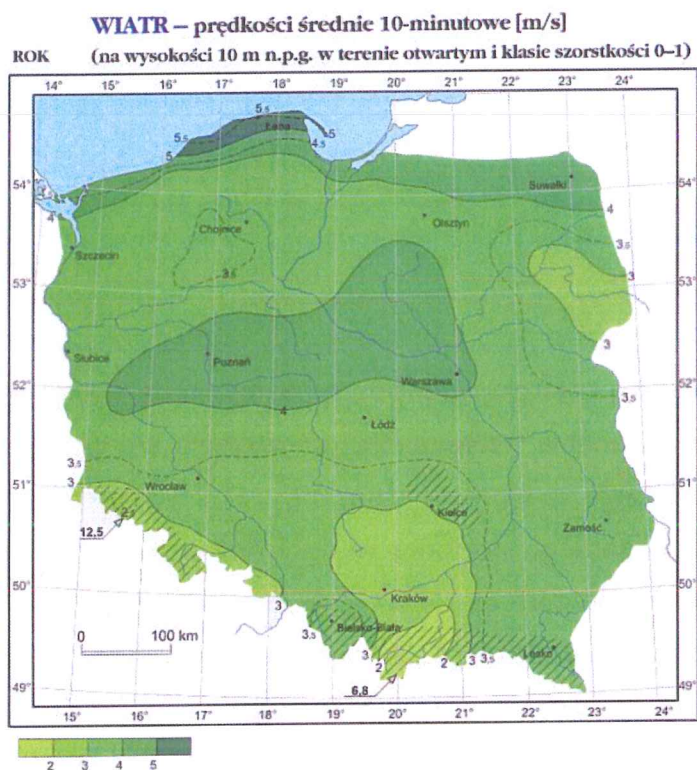 WIATR – prędkości średnie 10-minutowe [m/s]
ROK (na wysokości 10 m n.p.g. w terenie otwartym i klasie szorstkości 0–1)
14° 15° 16° 17° 18° 19° 20° 21° 22° 23° 24°
5.5
Łeba
5.5 5
5 4.5
54° 54°
Suwałki
4 4
Chojnice Olsztyn
3.5
Szczecin
3.5
53° 3 53°
Słubice Poznań 3
Warszawa
52° 52°
3.5
4
Łódź
3.5
51° 3 51°
Wrocław
Kielce
12,5 Zamość
50° 50°
Kraków
3
0 100 km
3.5 Bielsko-Biała
3 2 2 3 3.5 Lesko
49° 49°
6,8
15° 16° 17° 18° 19° 20° 21° 22° 23° 24°
2 3 4 5